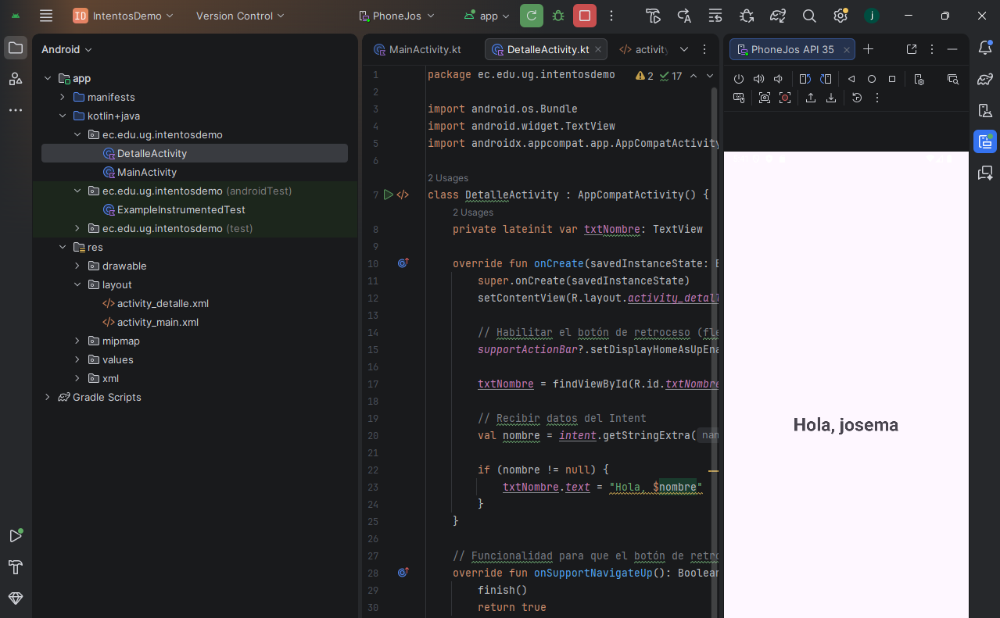 ID IntentosDemo Version Control PhoneJos app j
Android
app
manifests
kotlin+java
ec.edu.ug.intentosdemo
DetalleActivity
MainActivity
ec.edu.ug.intentosdemo (androidTest)
ExampleInstrumentedTest
ec.edu.ug.intentosdemo (test)
res
drawable
layout
activity_detalle.xml
activity_main.xml
mipmap
values
xml
Gradle Scripts
MainActivity.kt DetalleActivity.kt activity
2 17
1 package ec.edu.ug.intentosdemo
2
3 import android.os.Bundle
4 import android.widget.TextView
5 import androidx.appcompat.app.AppCompatActivity
6
2 Usages
7 class DetalleActivity : AppCompatActivity() {
2 Usages
8 private lateinit var txtNombre: TextView
9
10 override fun onCreate(savedInstanceState: B
11 super.onCreate(savedInstanceState)
12 setContentView(R.layout.activity_detall
13
14 // Habilitar el botón de retroceso (fle
15 supportActionBar?.setDisplayHomeAsUpEna
16
17 txtNombre = findViewById(R.id.txtNombre
18
19 // Recibir datos del Intent
20 val nombre = intent.getStringExtra( nam
21
22 if (nombre != null) {
23 txtNombre.text = "Hola, $nombre"
24 }
25 }
26
27 // Funcionalidad para que el botón de retro
28 override fun onSupportNavigateUp(): Boolean
29 finish()
30 return true
PhoneJos API 35
Hola, josema